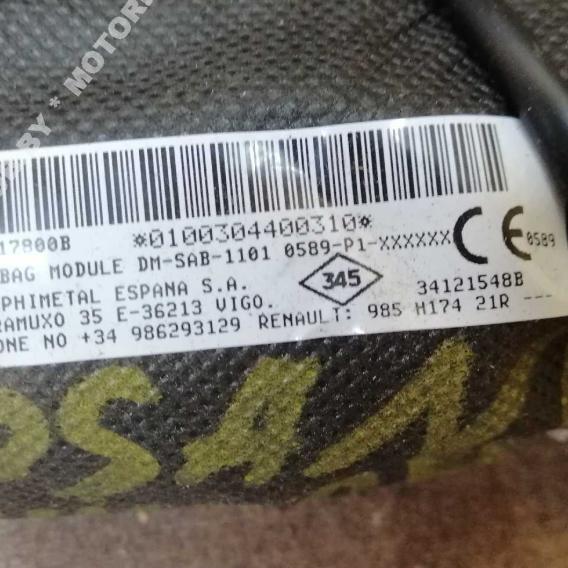 BY * MOTOR
17800B *0100304400310*
BAG MODULE DM-SAB-1101 0589-P1-XXXXXX CE 0589
PHIMETAL ESPANA S.A. 345 34121548B
RAMUXO 35 E-36213 VIGO.
ONE NO +34 986293129 RENAULT: 985 H174 21R ---